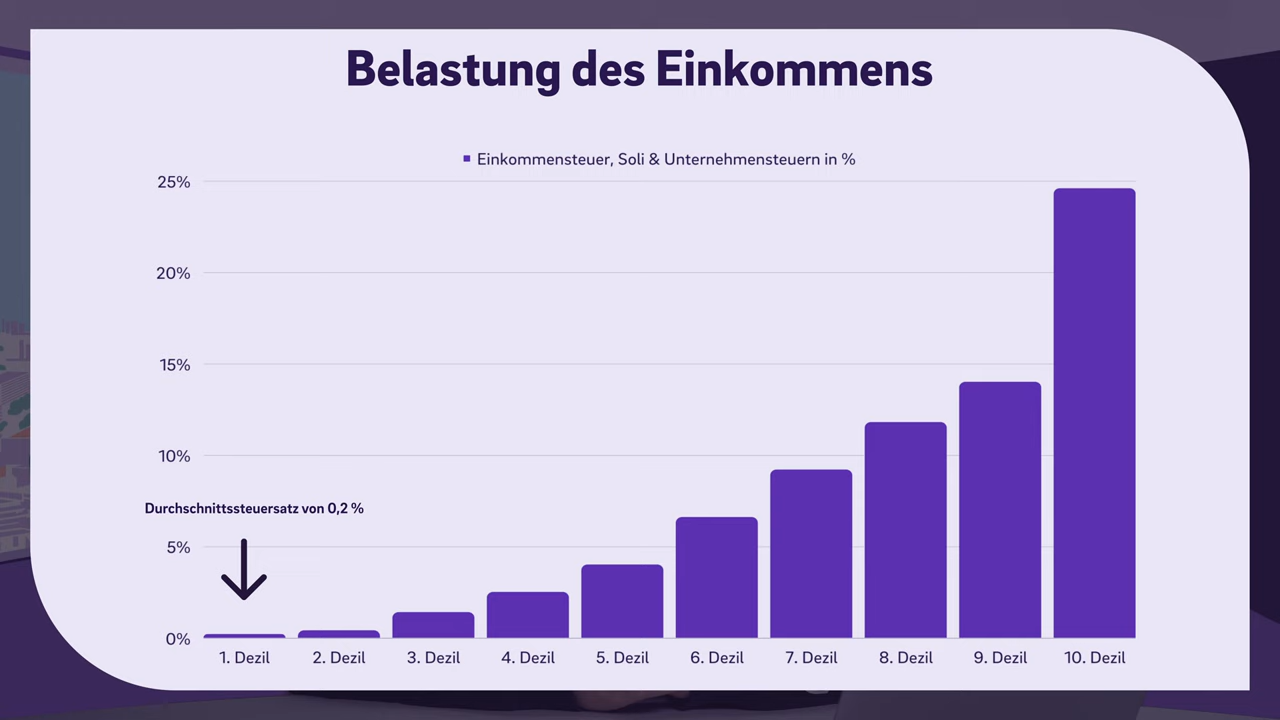 Belastung des Einkommens
Einkommensteuer, Soli & Unternehmensteuern in %
25%
20%
15%
10%
Durchschnittssteuersatz von 0,2 %
5%
0%
1. Dezil 2. Dezil 3. Dezil 4. Dezil 5. Dezil 6. Dezil 7. Dezil 8. Dezil 9. Dezil 10. Dezil